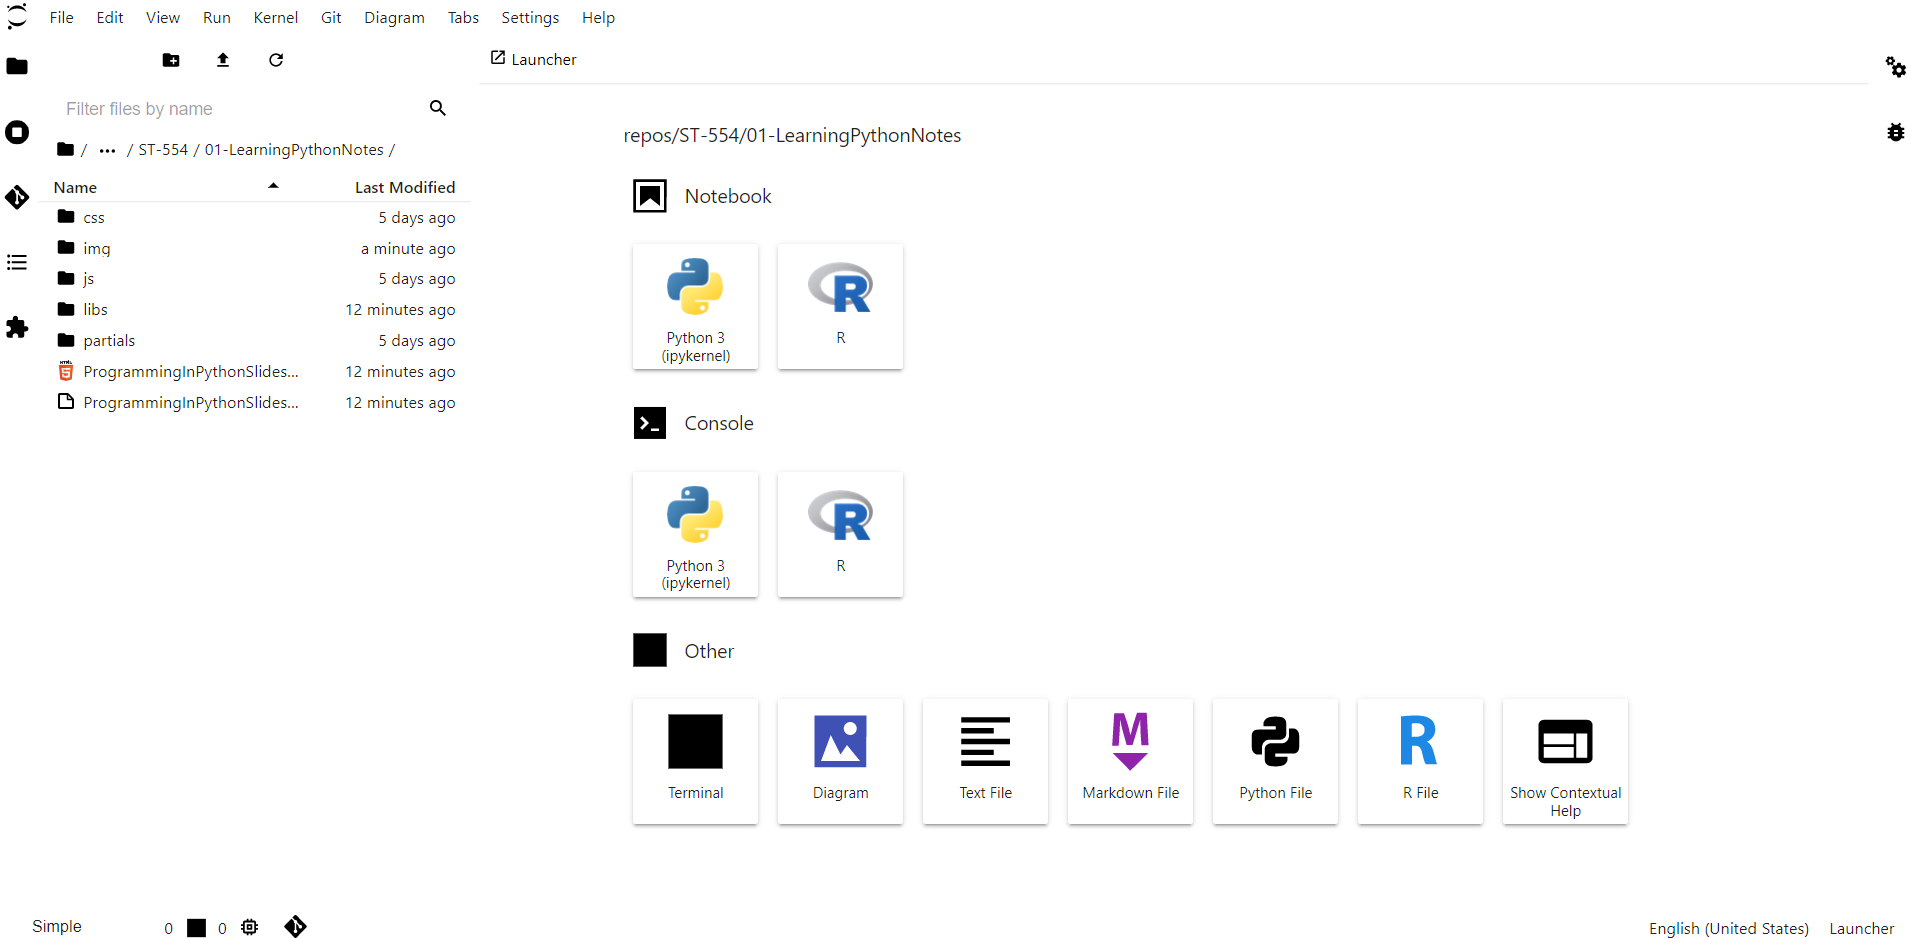 File Edit View Run Kernel Git Diagram Tabs Settings Help
Launcher
Filter files by name
/ ··· / ST-554 / 01-LearningPythonNotes /
Name Last Modified
css 5 days ago
img a minute ago
js 5 days ago
libs 12 minutes ago
partials 5 days ago
ProgrammingInPythonSlides... 12 minutes ago
ProgrammingInPythonSlides... 12 minutes ago
repos/ST-554/01-LearningPythonNotes
Notebook
Python 3
(ipykernel)
R
Console
Python 3
(ipykernel)
R
Other
Terminal
Diagram
Text File
Markdown File
Python File
R File
Show Contextual
Help
Simple 0 0
English (United States) Launcher